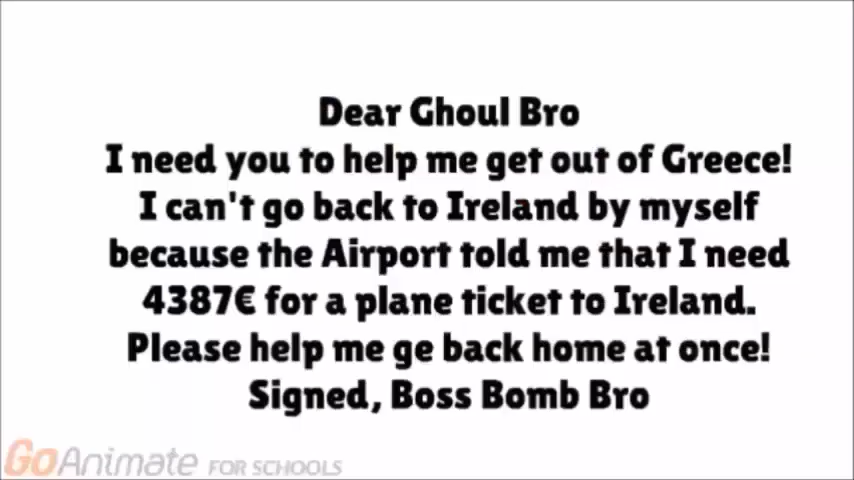 Dear Ghoul Bro
I need you to help me get out of Greece!
I can't go back to Ireland by myself
because the Airport told me that I need
4387€ for a plane ticket to Ireland.
Please help me ge back home at once!
Signed, Boss Bomb Bro
GoAnimate FOR SCHOOLS